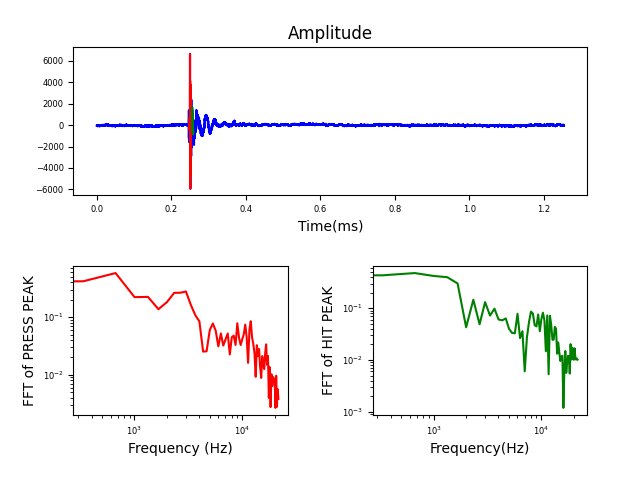 Amplitude
6000
4000
2000
0
−2000
−4000
−6000
0.0 0.2 0.4 0.6 0.8 1.0 1.2
Time(ms)
FFT of PRESS PEAK
10⁻¹
10⁻²
10³ 10⁴
Frequency (Hz)
FFT of HIT PEAK
10⁻¹
10⁻²
10⁻³
10³ 10⁴
Frequency(Hz)